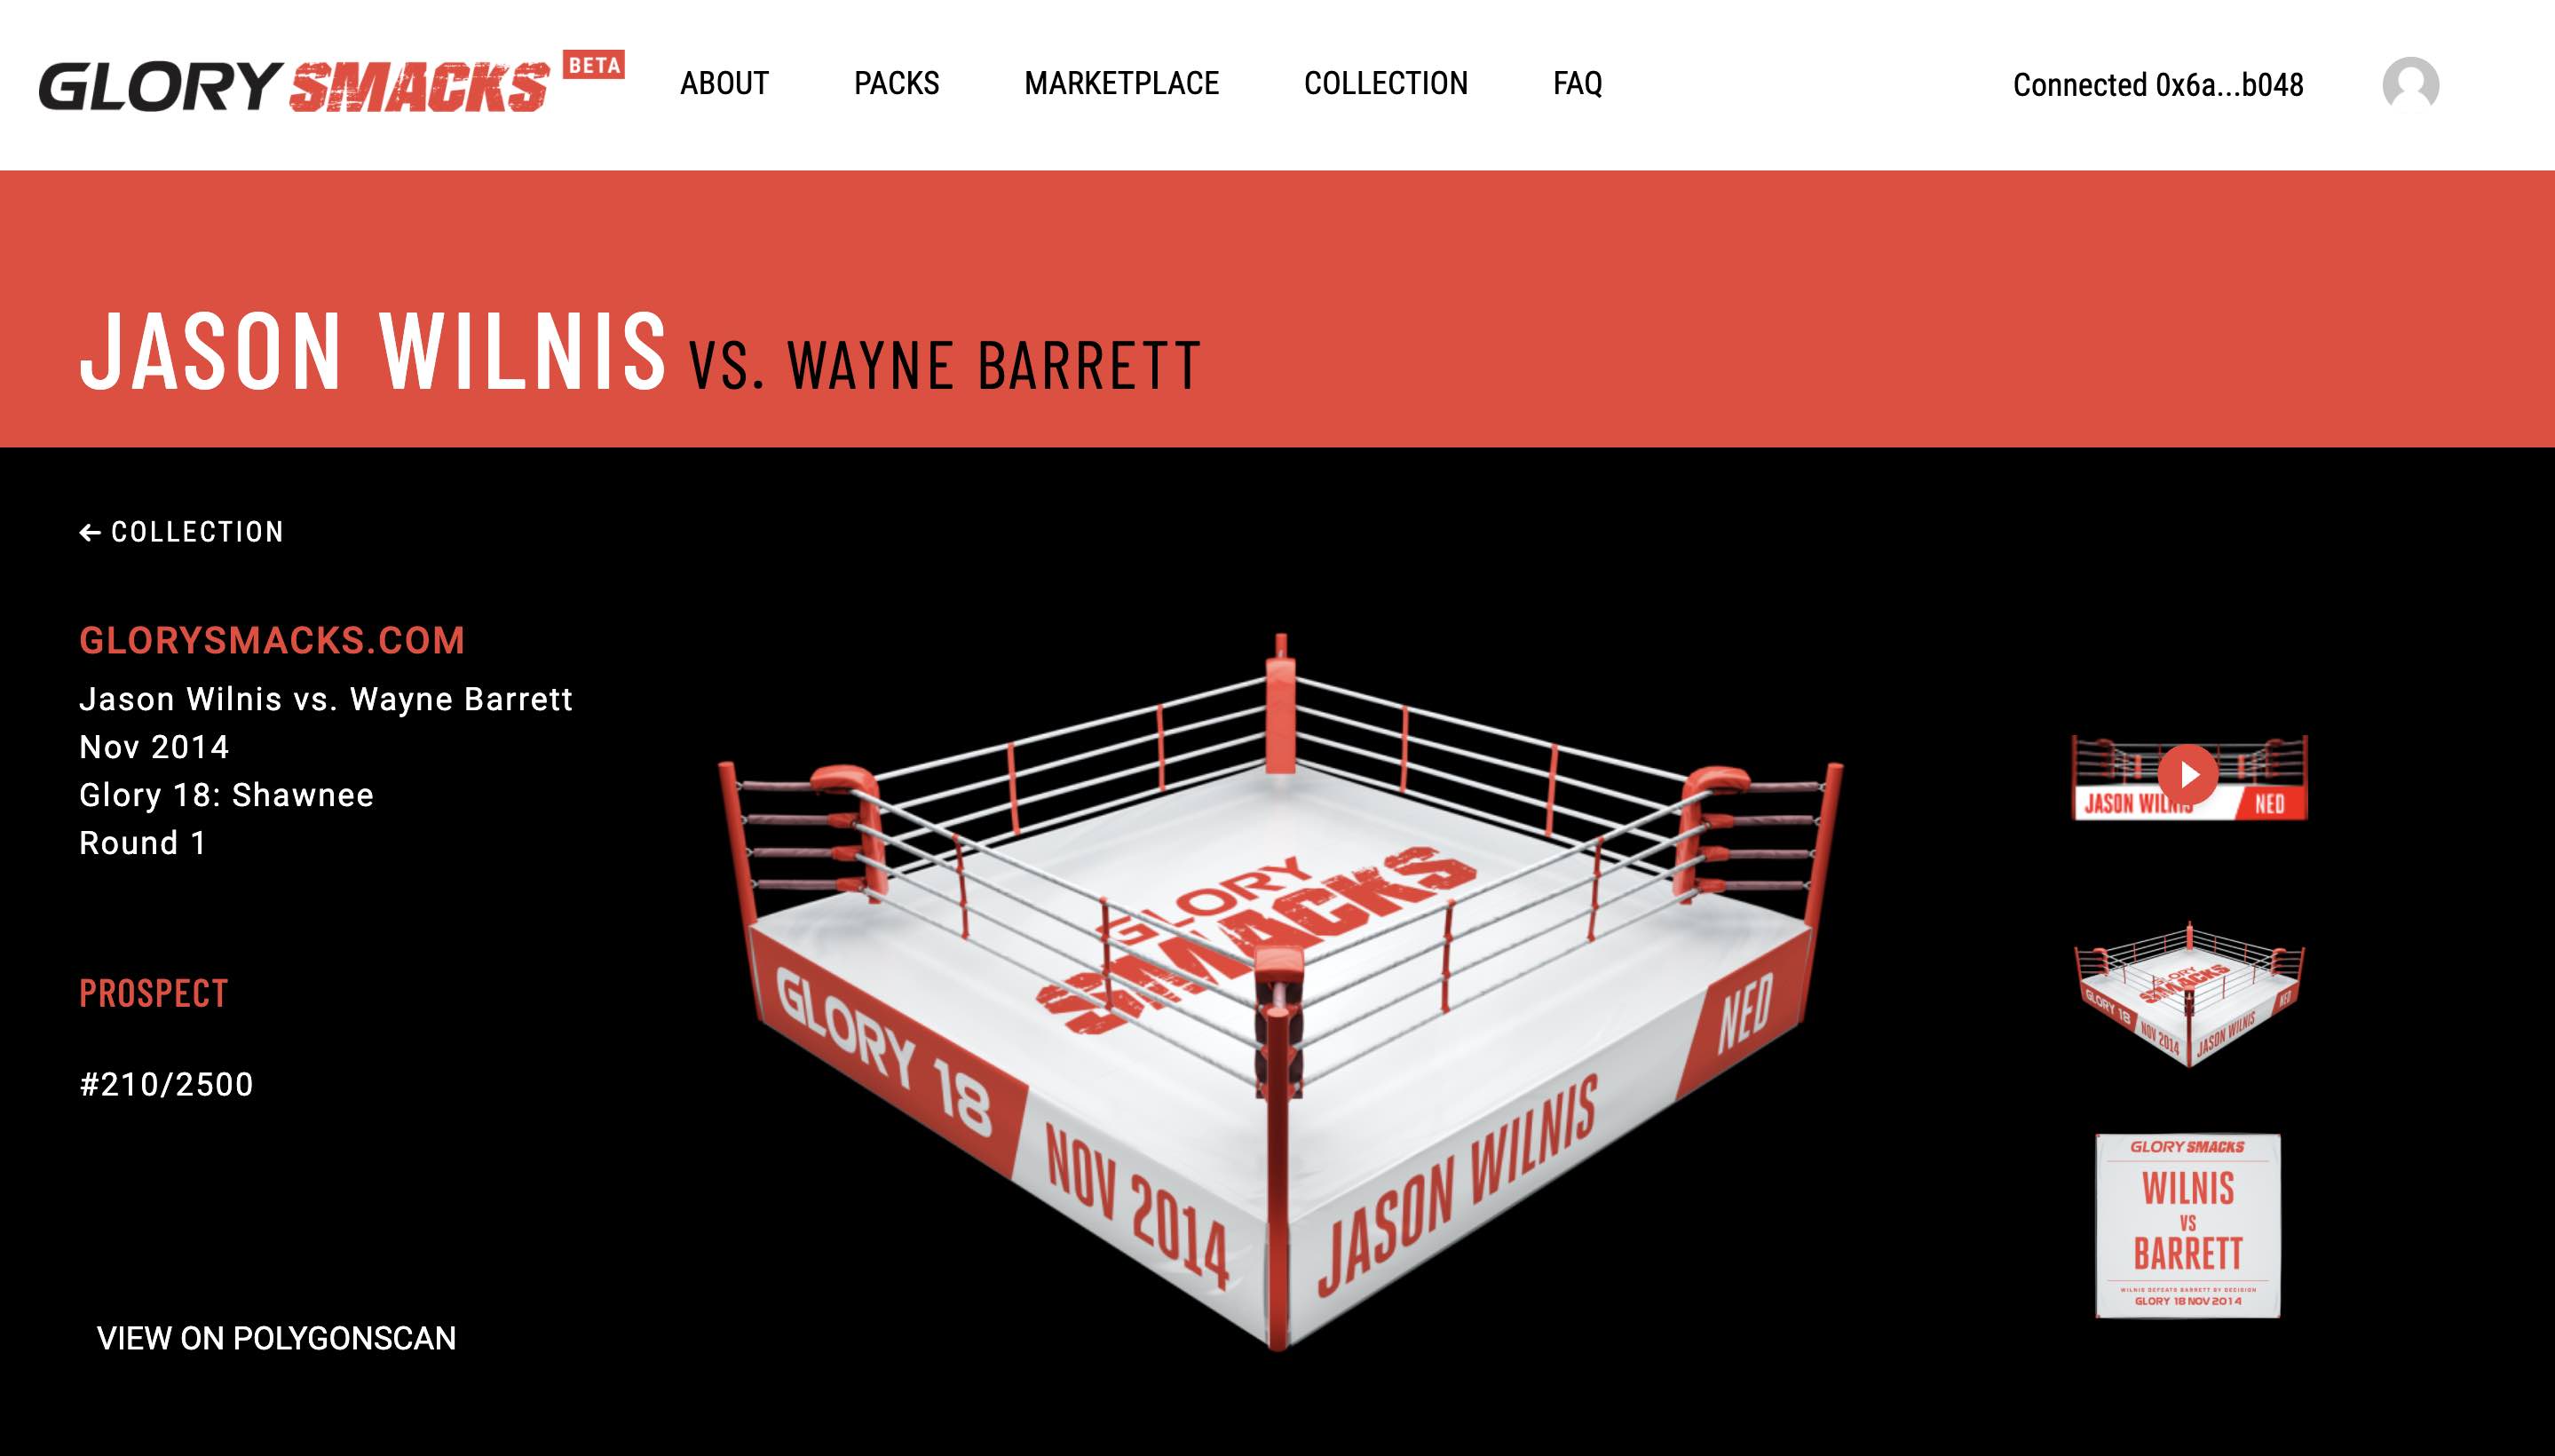 GLORY SMACKS BETA
ABOUT
PACKS
MARKETPLACE
COLLECTION
FAQ
Connected 0x6a...b048
JASON WILNIS VS. WAYNE BARRETT
← COLLECTION
GLORYSMACKS.COM
Jason Wilnis vs. Wayne Barrett
Nov 2014
Glory 18: Shawnee
Round 1
PROSPECT
#210/2500
VIEW ON POLYGONSCAN
GLORY
SMACKS
GLORY 18
NOV 2014
JASON WILNIS
NED
JASON WILNIS
NED
GLORY
SMACKS
GLORY 18
NOV 2014
JASON WILNIS
NED
GLORY SMACKS
WILNIS
VS
BARRETT
WILNIS DEFEATS BARRETT BY DECISION
GLORY 18 NOV 2014